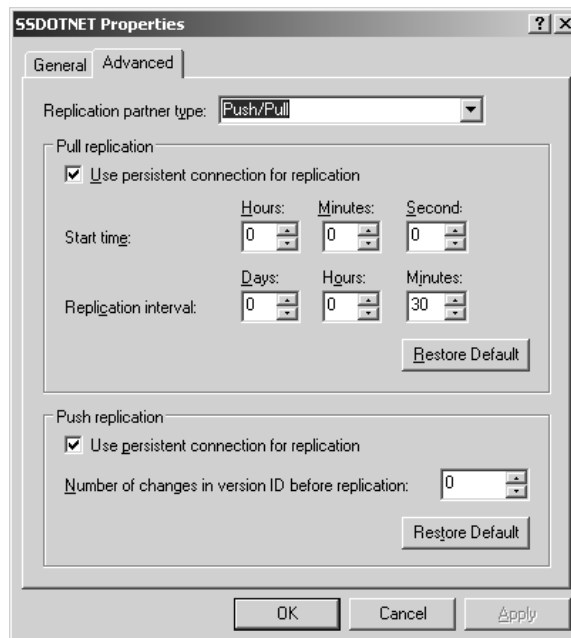 SSDOTNET Properties
General Advanced
Replication partner type: Push/Pull
Pull replication
Use persistent connection for replication
Hours: Minutes: Second:
Start time: 0 0 0
Days: Hours: Minutes:
Replication interval: 0 0 30
Restore Default
Push replication
Use persistent connection for replication
Number of changes in version ID before replication: 0
Restore Default
OK Cancel Apply